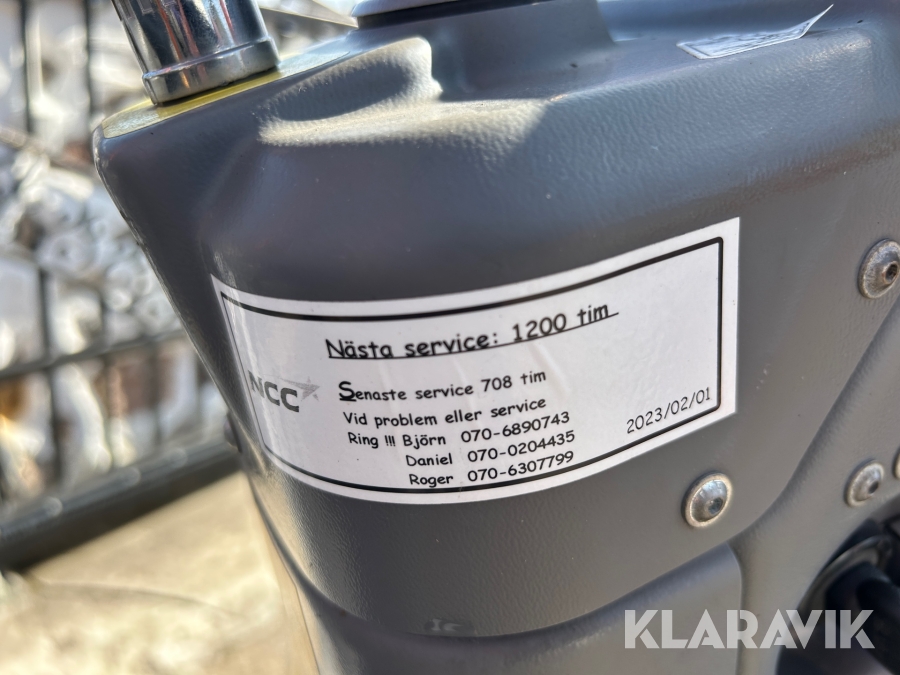 Nästa service: 1200 tim
NCC
Senaste service 708 tim
Vid problem eller service
Ring !!! Björn 070-6890743
Daniel 070-0204435
Roger 070-6307799
2023/02/01
KLARAVIK